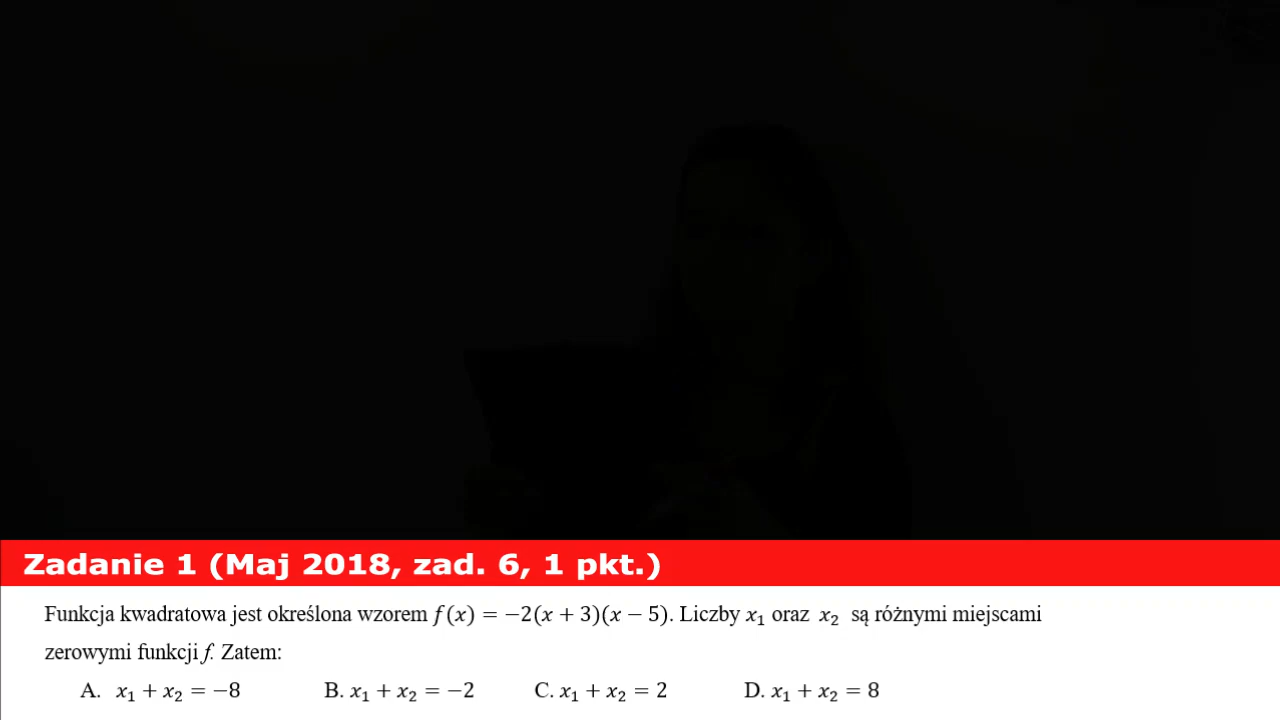 Zadanie 1 (Maj 2018, zad. 6, 1 pkt.)
Funkcja kwadratowa jest określona wzorem f(x) = −2(x + 3)(x − 5). Liczby x₁ oraz x₂ są różnymi miejscami
zerowymi funkcji f. Zatem:
A. x₁ + x₂ = −8 B. x₁ + x₂ = −2 C. x₁ + x₂ = 2 D. x₁ + x₂ = 8